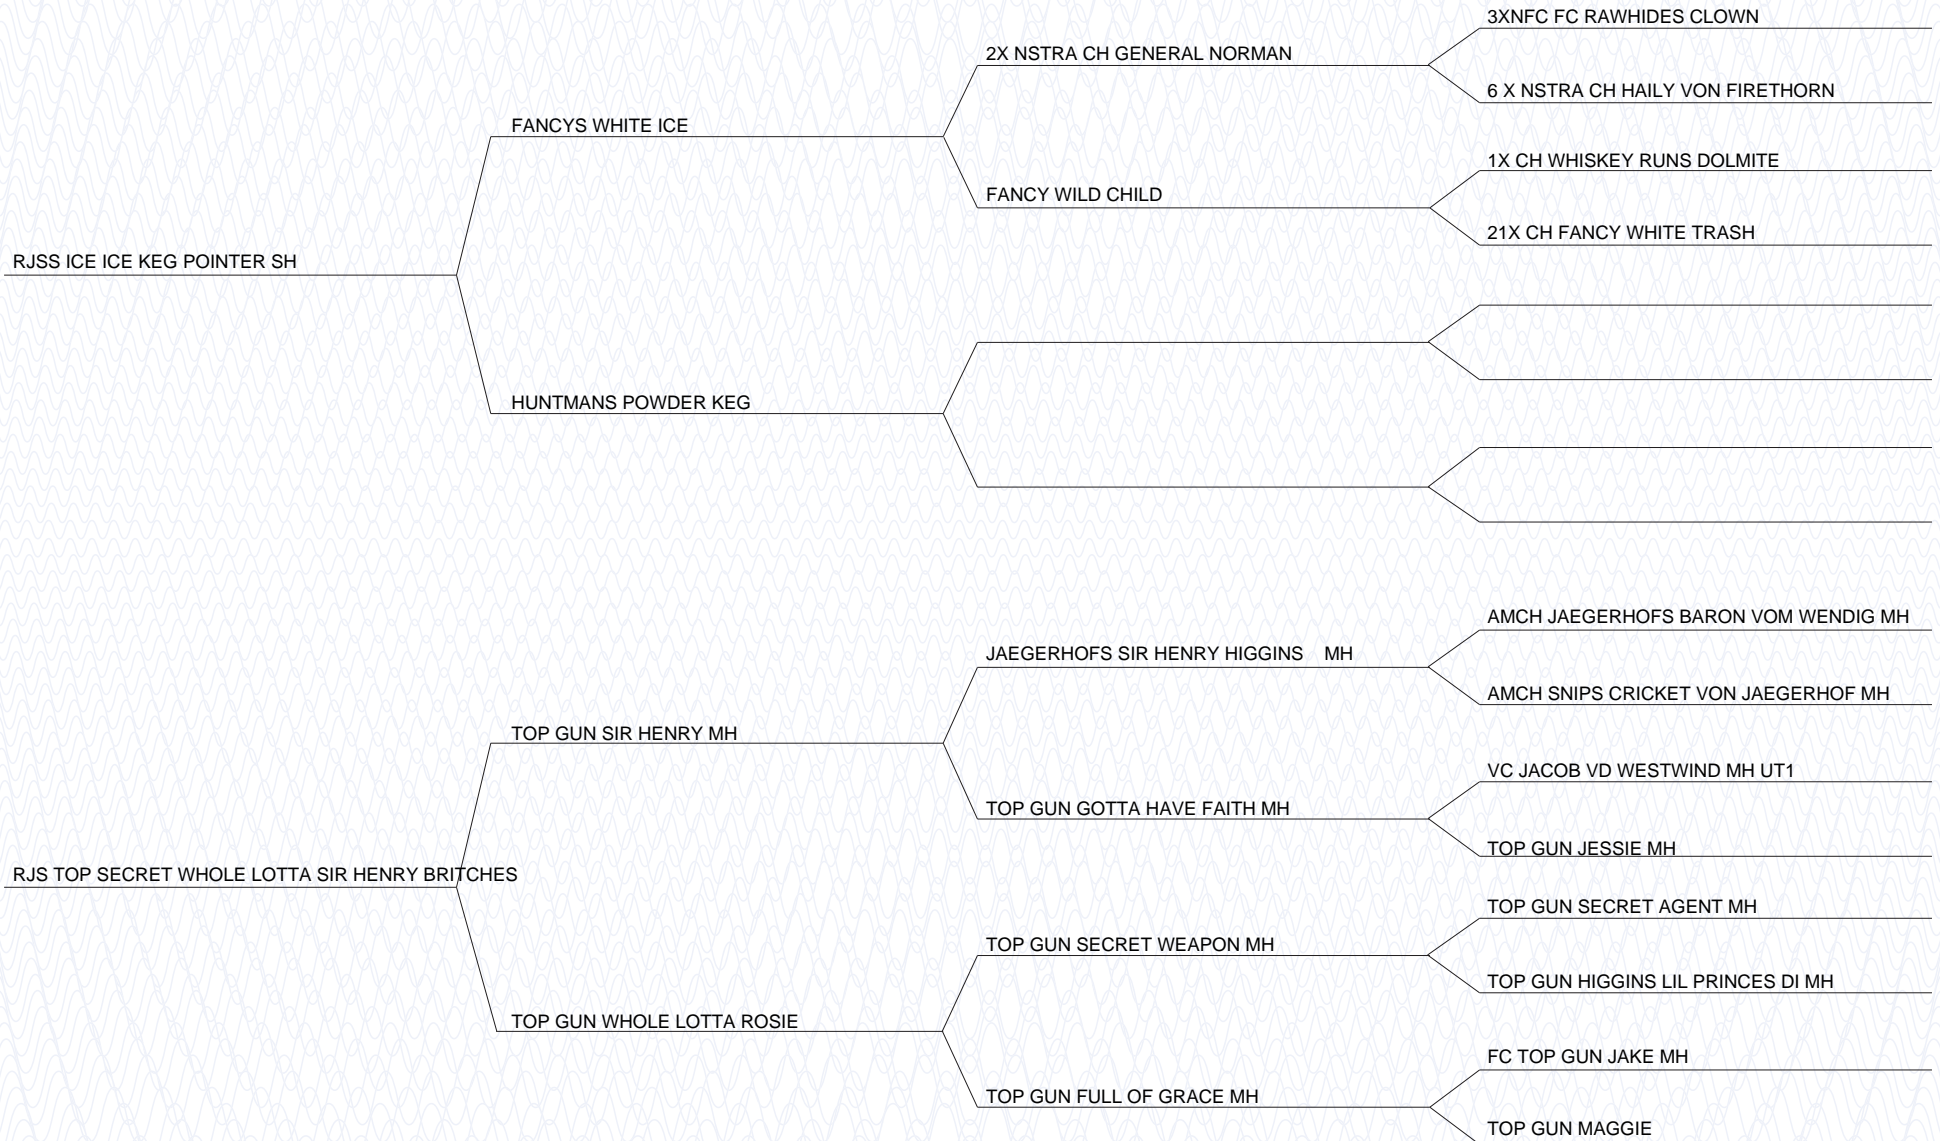 3XNFC FC RAWHIDES CLOWN
2X NSTRA CH GENERAL NORMAN
6 X NSTRA CH HAILY VON FIRETHORN
FANCYS WHITE ICE
1X CH WHISKEY RUNS DOLMITE
FANCY WILD CHILD
21X CH FANCY WHITE TRASH
RJSS ICE ICE KEG POINTER SH
HUNTMANS POWDER KEG
AMCH JAEGERHOFS BARON VOM WENDIG MH
JAEGERHOFS SIR HENRY HIGGINS MH
AMCH SNIPS CRICKET VON JAEGERHOF MH
TOP GUN SIR HENRY MH
VC JACOB VD WESTWIND MH UT1
TOP GUN GOTTA HAVE FAITH MH
TOP GUN JESSIE MH
RJS TOP SECRET WHOLE LOTTA SIR HENRY BRITCHES
TOP GUN SECRET AGENT MH
TOP GUN SECRET WEAPON MH
TOP GUN HIGGINS LIL PRINCES DI MH
TOP GUN WHOLE LOTTA ROSIE
FC TOP GUN JAKE MH
TOP GUN FULL OF GRACE MH
TOP GUN MAGGIE